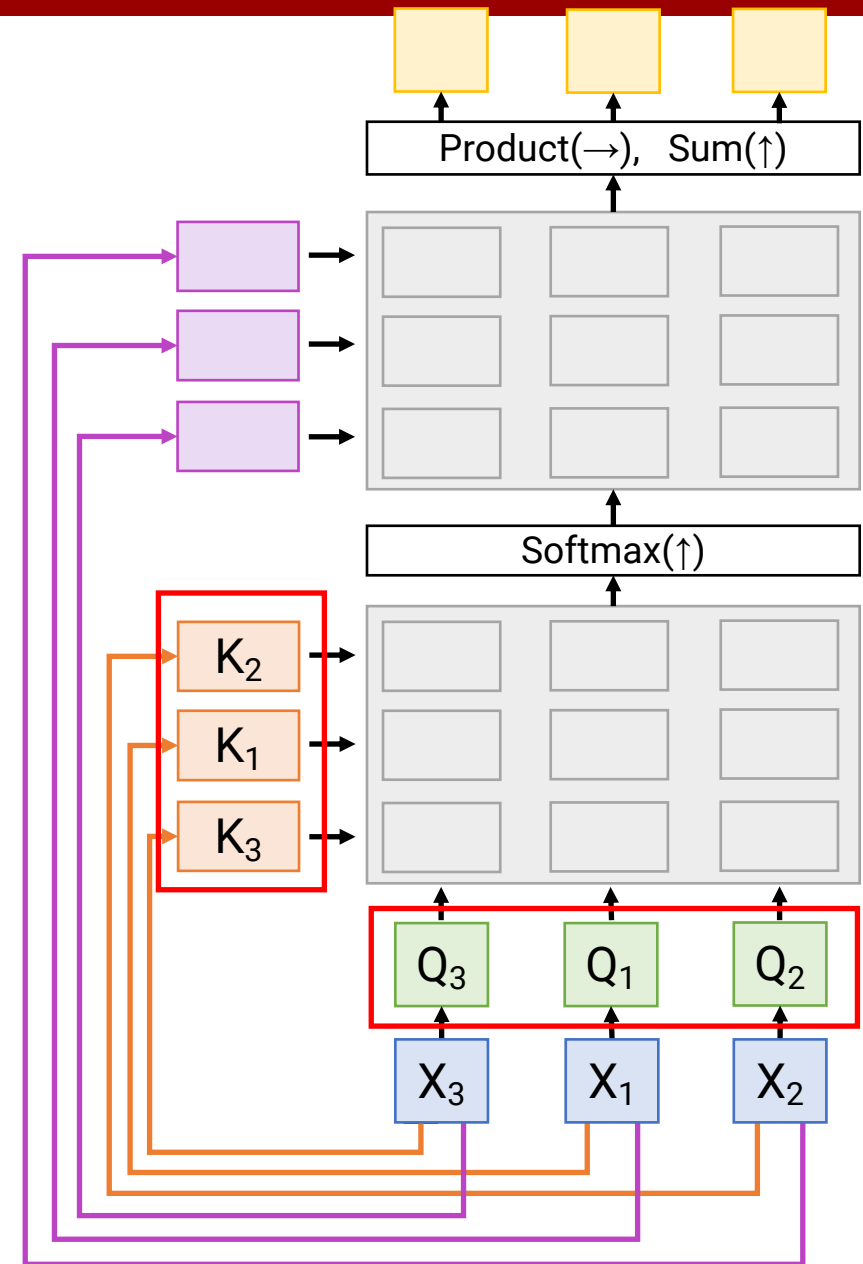 Product(→), Sum(↑)
Softmax(↑)
K₂
K₁
K₃
Q₃ Q₁ Q₂
X₃ X₁ X₂